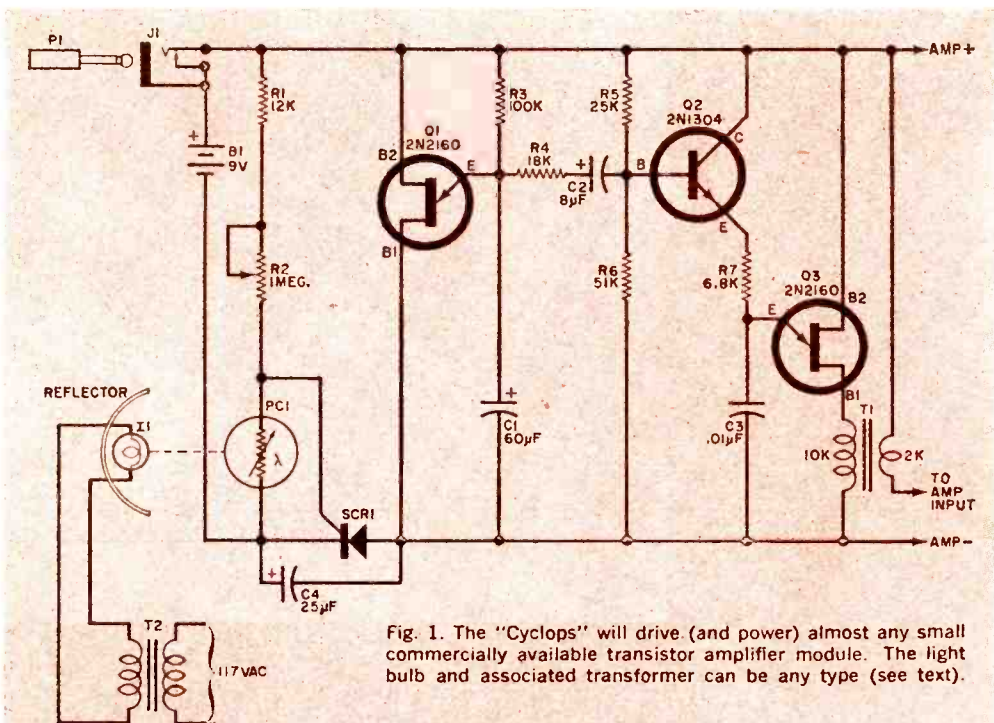 P1
J1
AMP+
R1
12K
B1
9V
R2
1MEG.
Q1
2N2160
B2
E
B1
R3
100K
R4
18K
C2
8µF
R5
25K
Q2
2N1304
C
B
E
R6
51K
R7
6.8K
Q3
2N2160
B2
E
B1
T1
10K
2K
TO
AMP
INPUT
C1
60µF
C3
.01µF
REFLECTOR
I1
PC1
λ
SCR1
C4
25µF
AMP-
T2
117VAC
Fig. 1. The "Cyclops" will drive (and power) almost any small
commercially available transistor amplifier module. The light
bulb and associated transformer can be any type (see text).